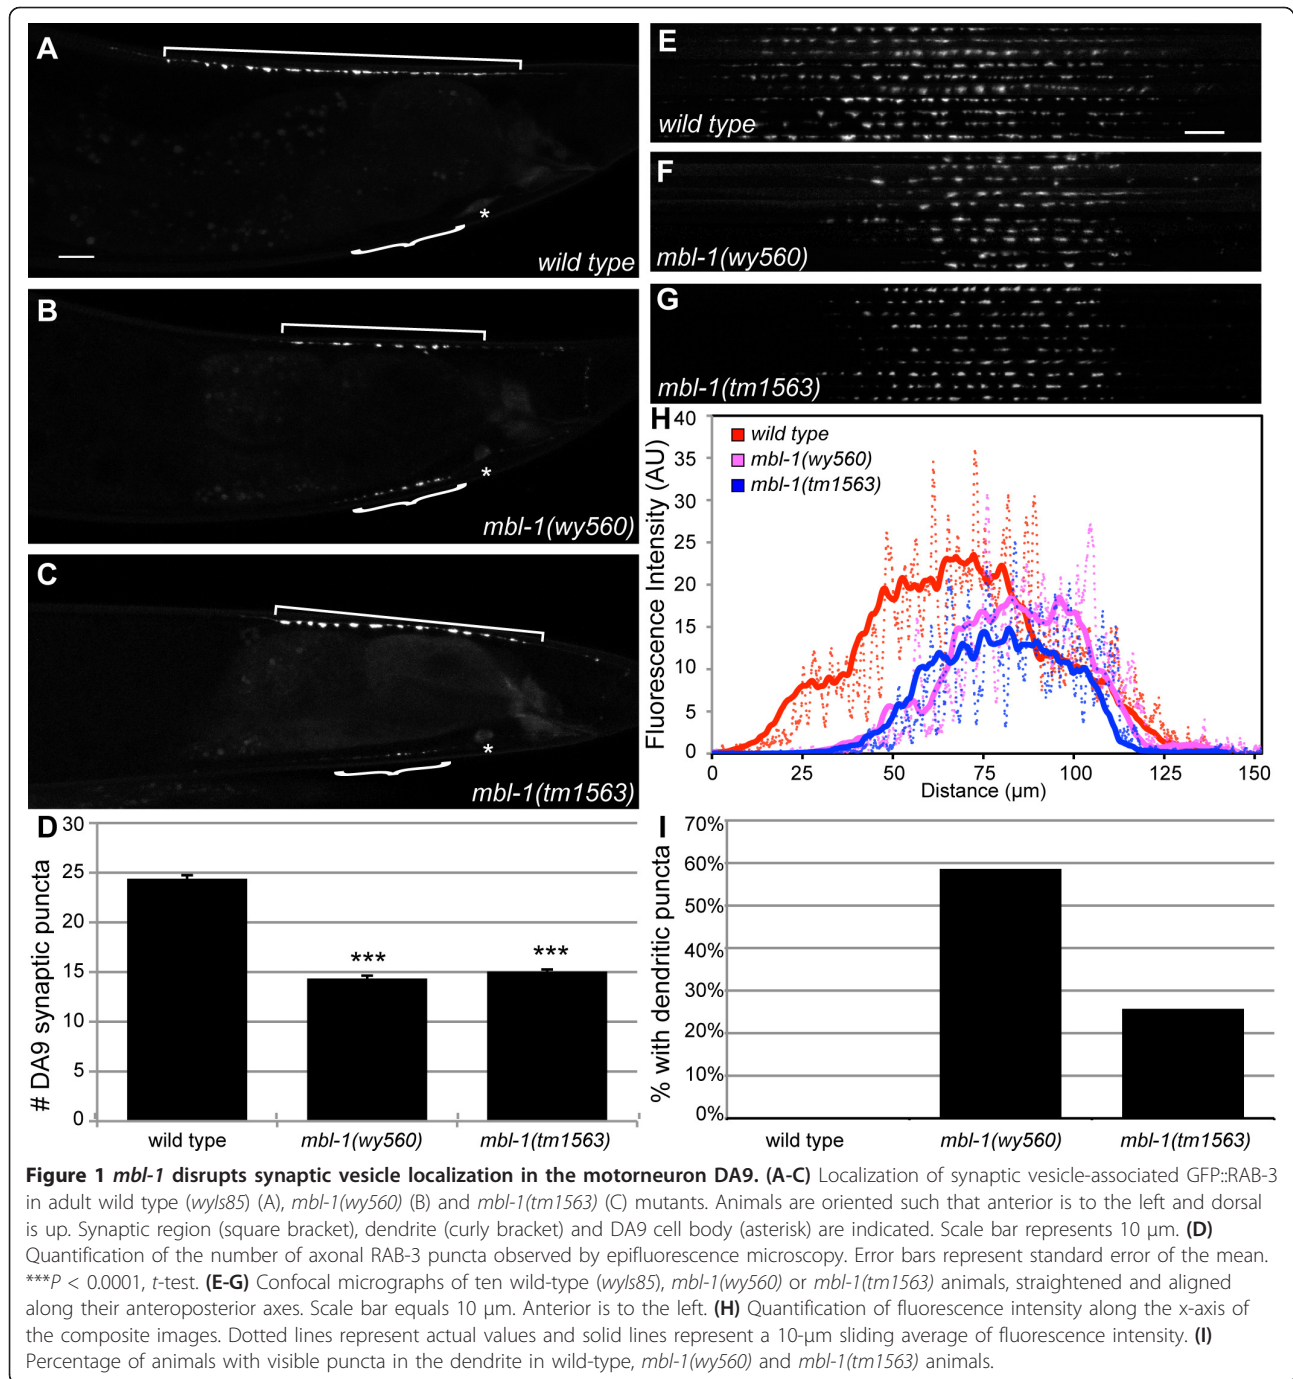 A
*
wild type
B
*
mbl-1(wy560)
C
*
mbl-1(tm1563)
E
wild type
F
mbl-1(wy560)
G
mbl-1(tm1563)
H
Fluorescence Intensity (AU)
40
35
30
25
20
15
10
5
0
wild type
mbl-1(wy560)
mbl-1(tm1563)
0 25 50 75 100 125 150
Distance (µm)
D
# DA9 synaptic puncta
30
25
20
15
10
5
0
*** ***
wild type mbl-1(wy560) mbl-1(tm1563)
I
% with dendritic puncta
70%
60%
50%
40%
30%
20%
10%
0%
wild type mbl-1(wy560) mbl-1(tm1563)
Figure 1 mbl-1 disrupts synaptic vesicle localization in the motorneuron DA9. (A-C) Localization of synaptic vesicle-associated GFP::RAB-3
in adult wild type (wyIs85) (A), mbl-1(wy560) (B) and mbl-1(tm1563) (C) mutants. Animals are oriented such that anterior is to the left and dorsal
is up. Synaptic region (square bracket), dendrite (curly bracket) and DA9 cell body (asterisk) are indicated. Scale bar represents 10 µm. (D)
Quantification of the number of axonal RAB-3 puncta observed by epifluorescence microscopy. Error bars represent standard error of the mean.
***P < 0.0001, t-test. (E-G) Confocal micrographs of ten wild-type (wyIs85), mbl-1(wy560) or mbl-1(tm1563) animals, straightened and aligned
along their anteroposterior axes. Scale bar equals 10 µm. Anterior is to the left. (H) Quantification of fluorescence intensity along the x-axis of
the composite images. Dotted lines represent actual values and solid lines represent a 10-µm sliding average of fluorescence intensity. (I)
Percentage of animals with visible puncta in the dendrite in wild-type, mbl-1(wy560) and mbl-1(tm1563) animals.